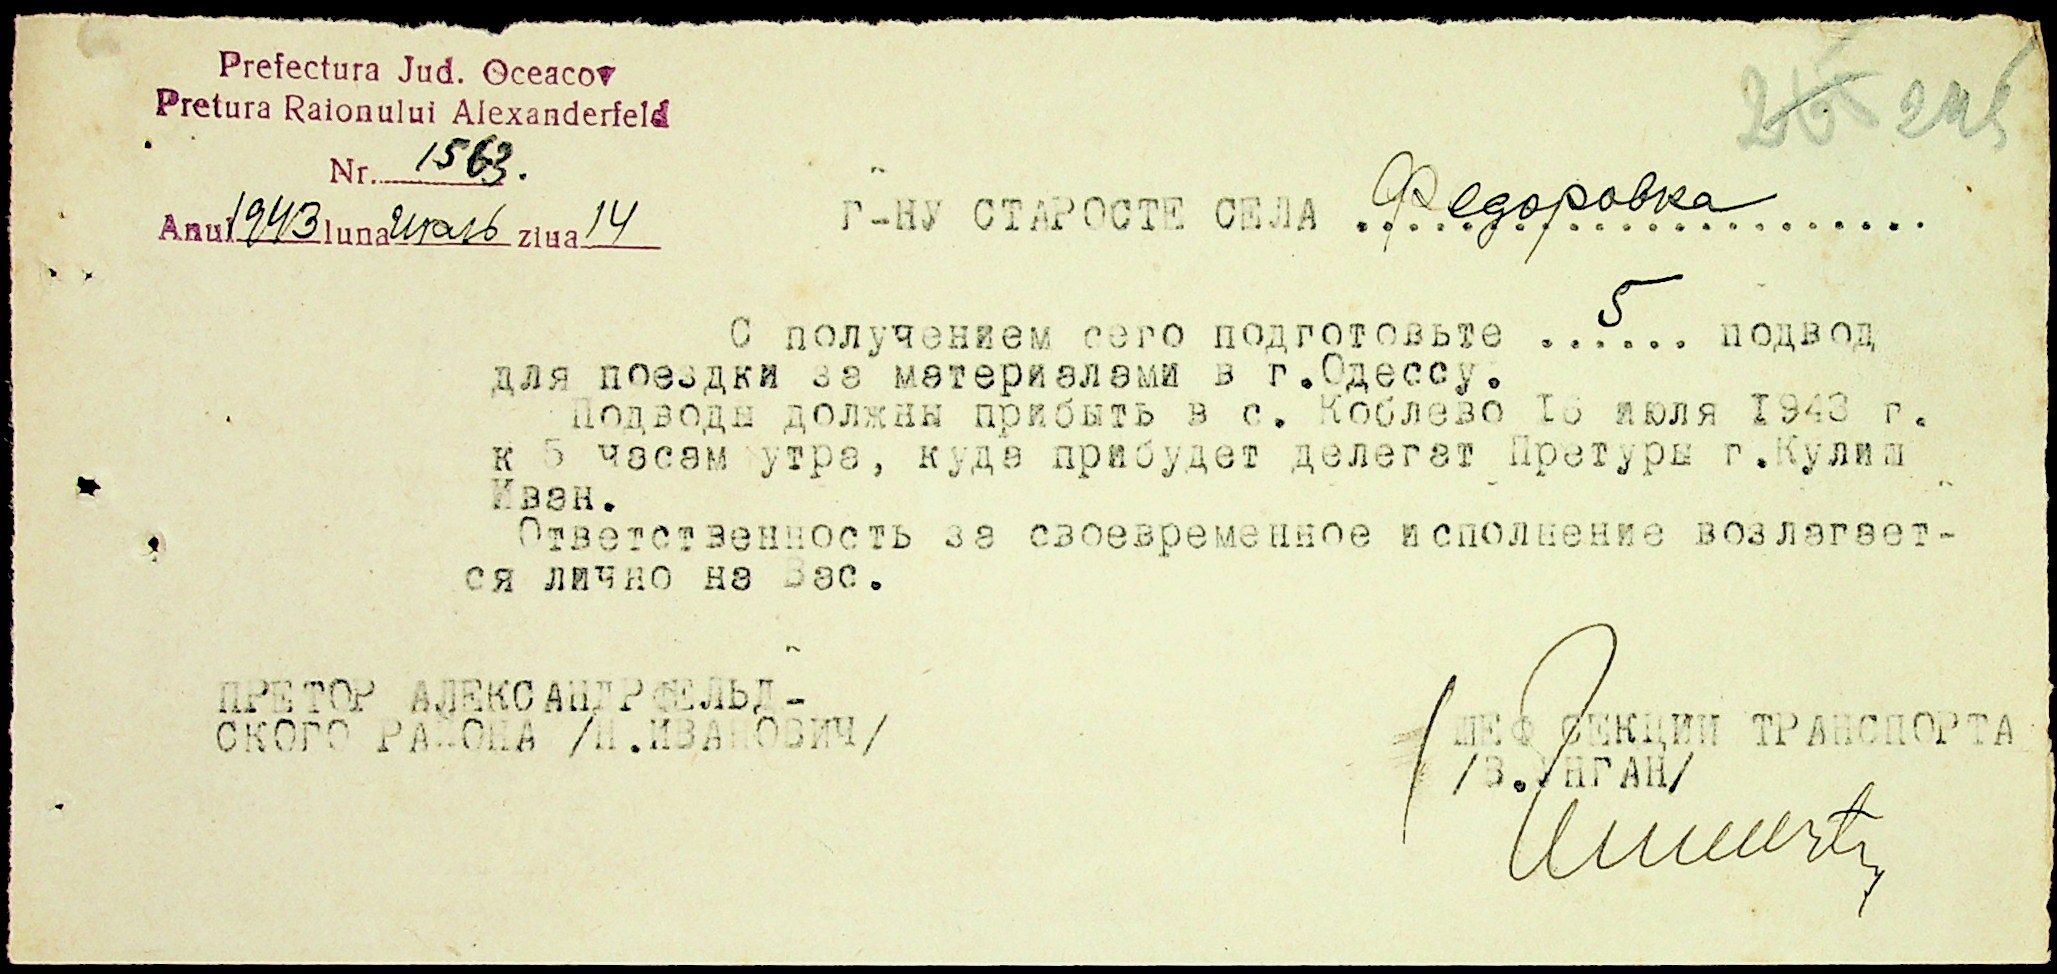 Prefectura Jud. Oceacov
Pretura Raionului Alexanderfeld
Nr. 1563.
Anul 1943 luna Июль ziua 14
245
Г-НУ СТАРОСТЕ СЕЛА Федоровка
С получением сего подготовьте ..5.... подвод
для поездки за материалами в г.Одессу.
Подводы должны прибыть в с. Коблево 16 июля 1943 г.
к 5 часам утра, куда прибудет делегат Претуры г.Кулиш
Иван.
Ответственность за своевременное исполнение возлагает-
ся лично на Вас.
ПРЕТОР АЛЕКСАНДРФЕЛЬД-
СКОГО РАЙОНА /Н.ИВАНОВИЧ/
ШЕФ СЕКЦИИ ТРАНСПОРТА
/В.УНГАН/